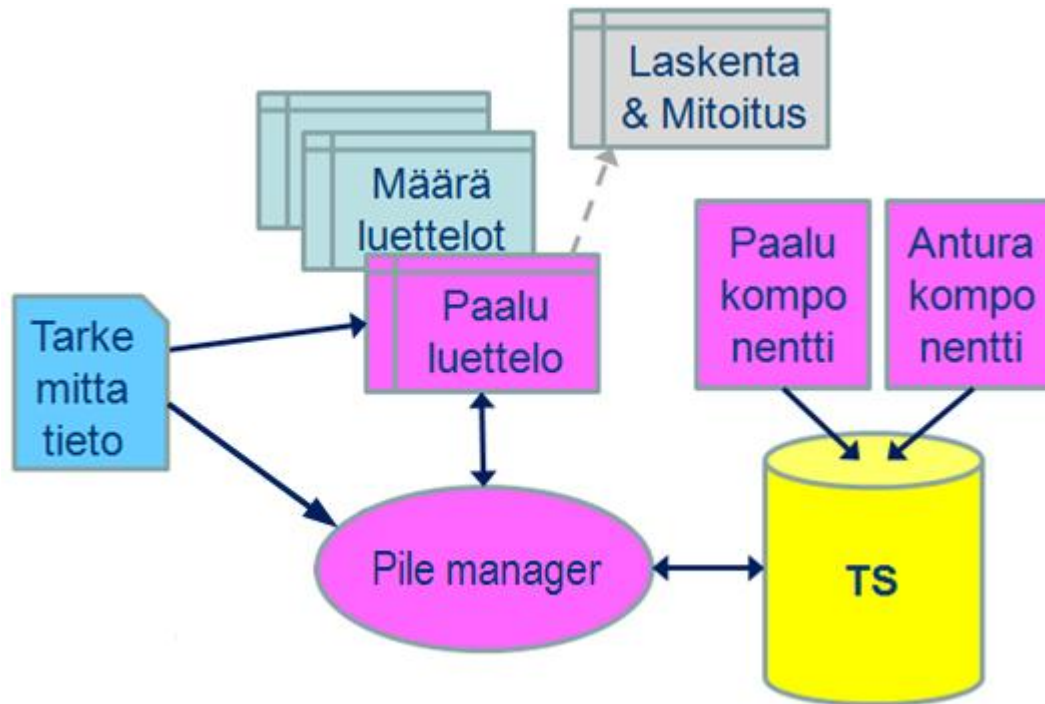 Laskenta
& Mitoitus
Määrä
luettelot
Paalu
luettelo
Paalu
kompo
nentti
Antura
kompo
nentti
Tarke
mitta
tieto
Pile manager
TS